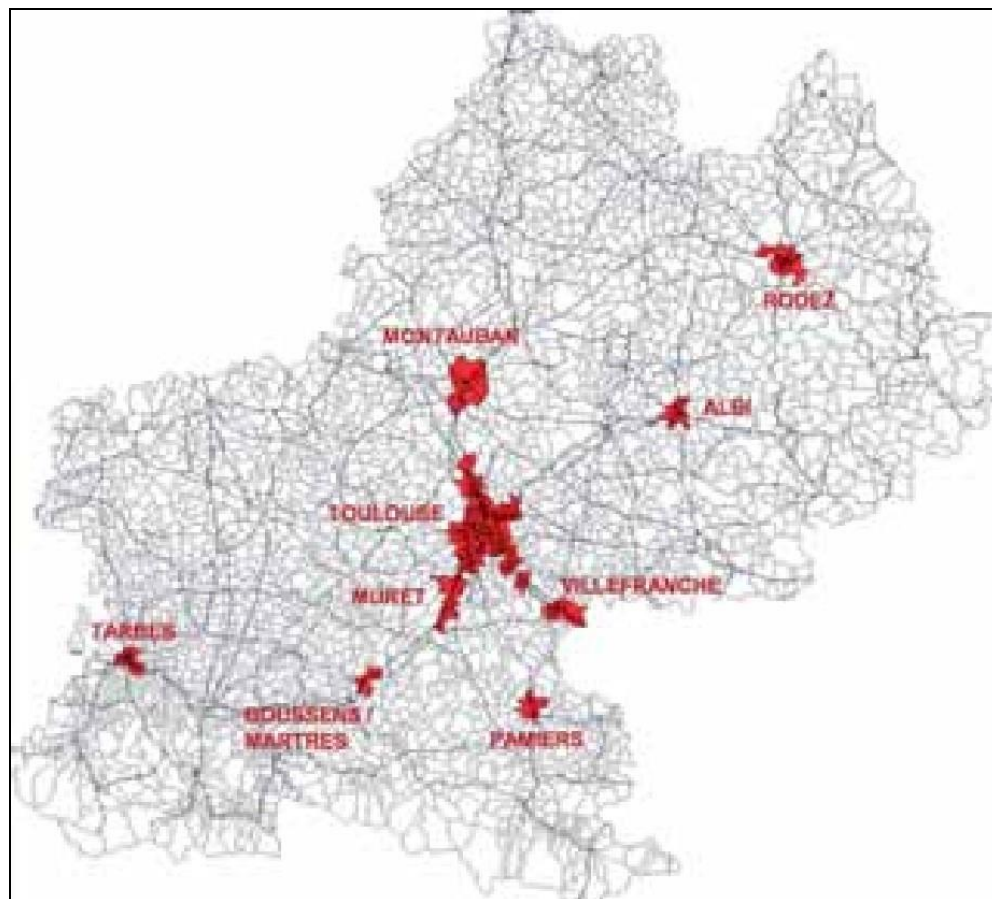 RODEZ
MONTAUBAN
ALBI
TOULOUSE
VILLEFRANCHE
MURET
TARBES
BOUSSENS /
MARTRES
PAMIERS